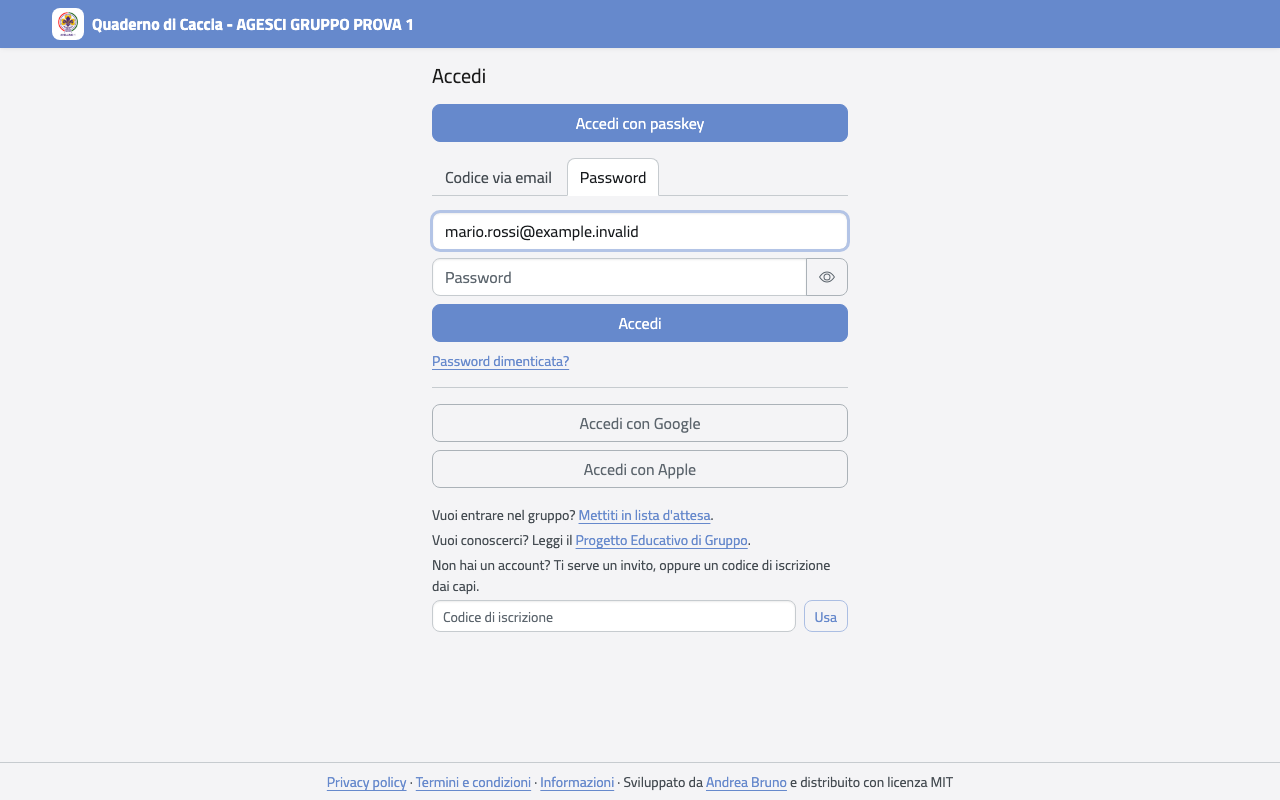 Quaderno di Caccia - AGESCI GRUPPO PROVA 1
Accedi
Accedi con passkey
Codice via email
Password
mario.rossi@example.invalid
Password
Accedi
Password dimenticata?
Accedi con Google
Accedi con Apple
Vuoi entrare nel gruppo? Mettiti in lista d'attesa.
Vuoi conoscerci? Leggi il Progetto Educativo di Gruppo.
Non hai un account? Ti serve un invito, oppure un codice di iscrizione
dai capi.
Codice di iscrizione
Usa
Privacy policy · Termini e condizioni · Informazioni · Sviluppato da Andrea Bruno e distribuito con licenza MIT